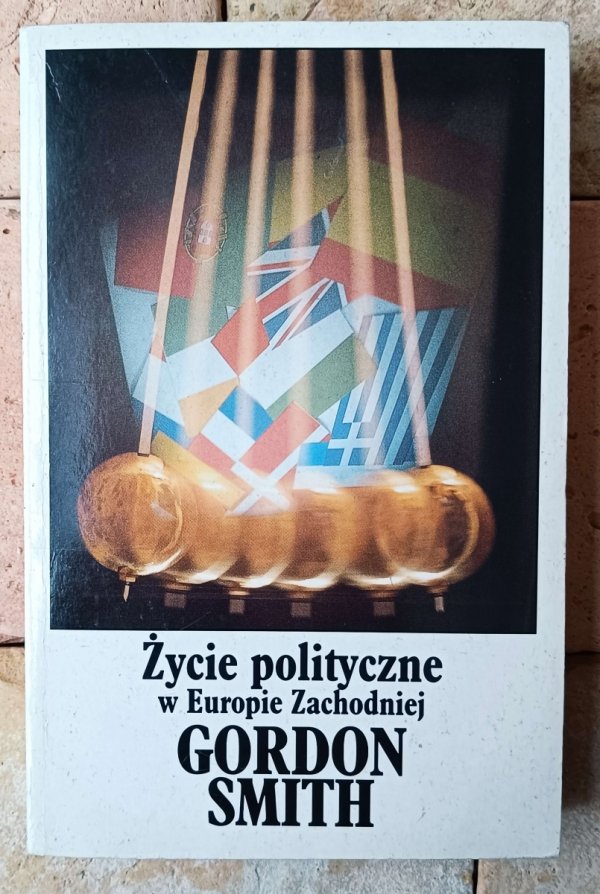 Życie polityczne
w Europie Zachodniej
GORDON
SMITH